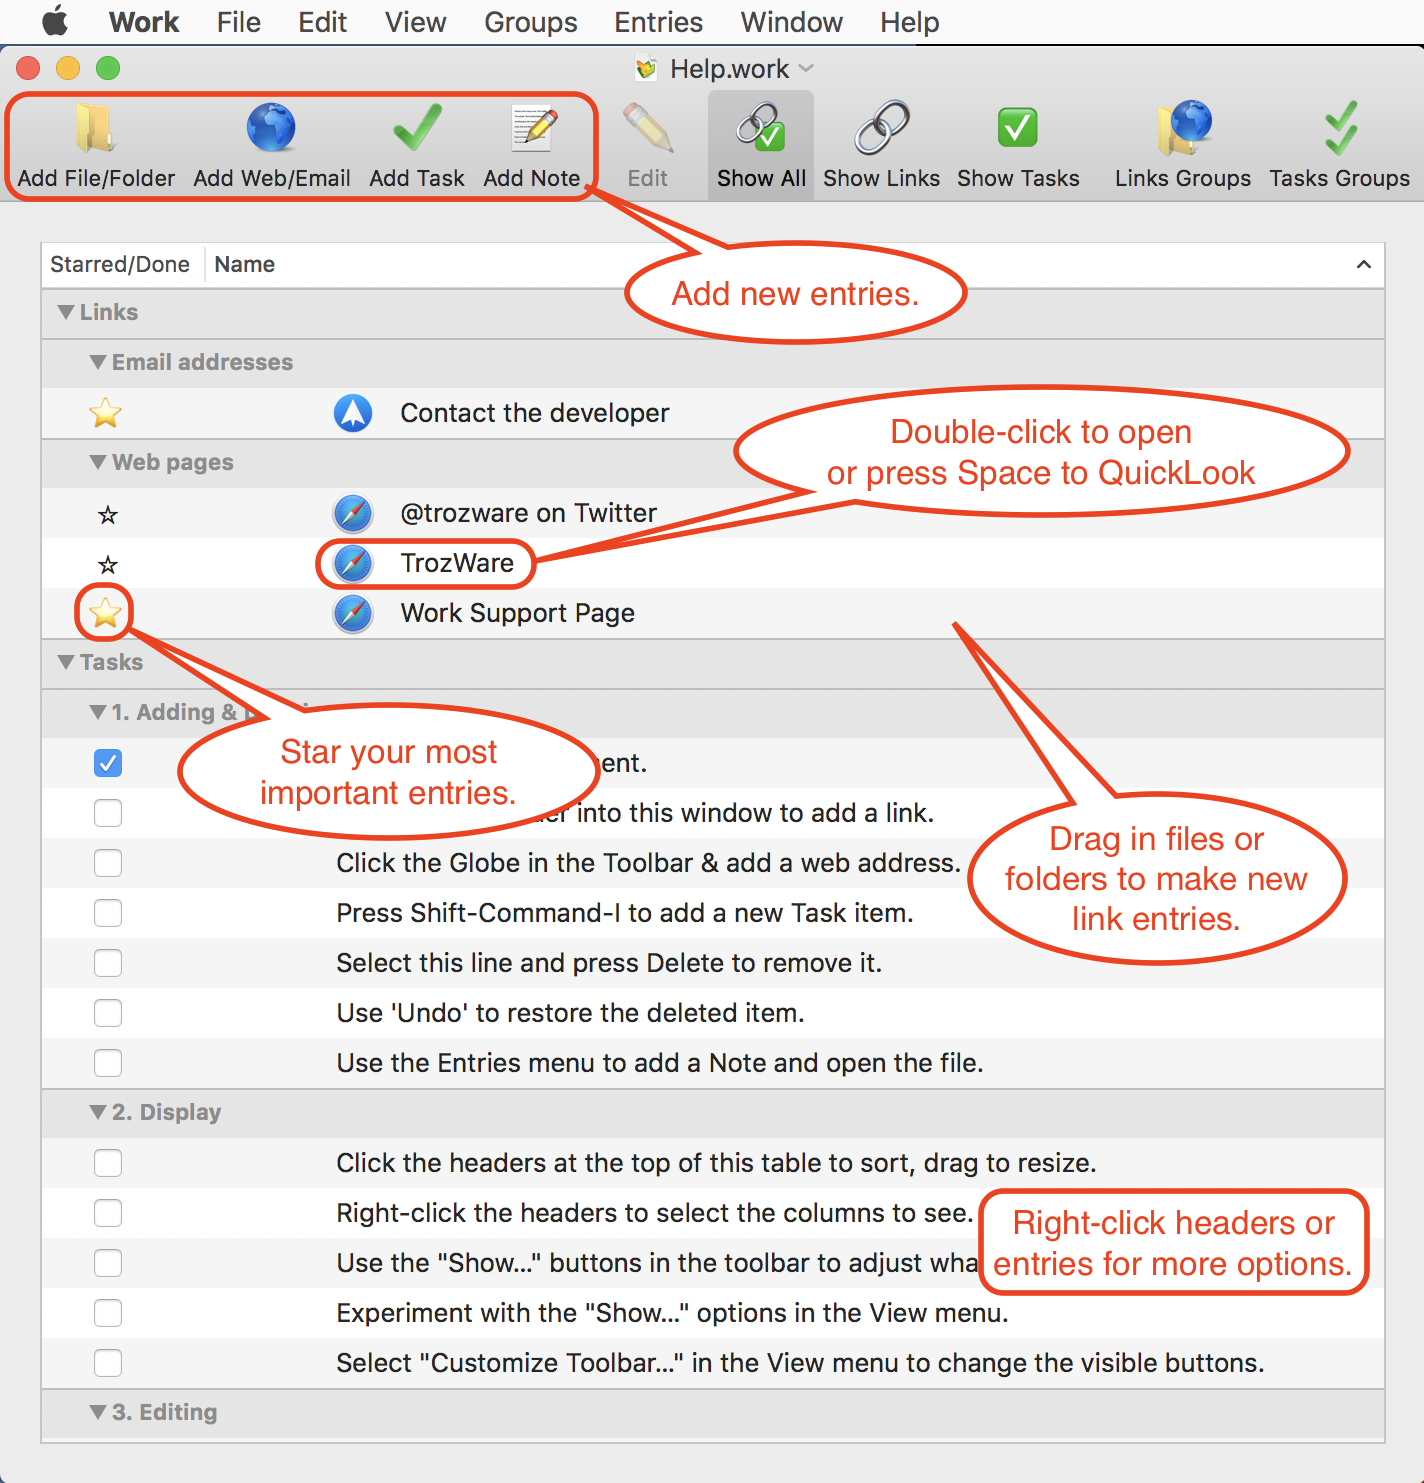 Work File Edit View Groups Entries Window Help
Help.work
Add File/Folder Add Web/Email Add Task Add Note Edit Show All Show Links Show Tasks Links Groups Tasks Groups
Starred/Done Name
Add new entries.
Links
Email addresses
Contact the developer
Double-click to open
or press Space to QuickLook
Web pages
@trozware on Twitter
TrozWare
Work Support Page
Tasks
1. Adding &
Star your most
important entries.
into this window to add a link.
Drag in files or
folders to make new
link entries.
Click the Globe in the Toolbar & add a web address.
Press Shift-Command-I to add a new Task item.
Select this line and press Delete to remove it.
Use 'Undo' to restore the deleted item.
Use the Entries menu to add a Note and open the file.
2. Display
Click the headers at the top of this table to sort, drag to resize.
Right-click the headers to select the columns to see.
Right-click headers or
entries for more options.
Use the "Show..." buttons in the toolbar to adjust
Experiment with the "Show..." options in the View menu.
Select "Customize Toolbar..." in the View menu to change the visible buttons.
3. Editing